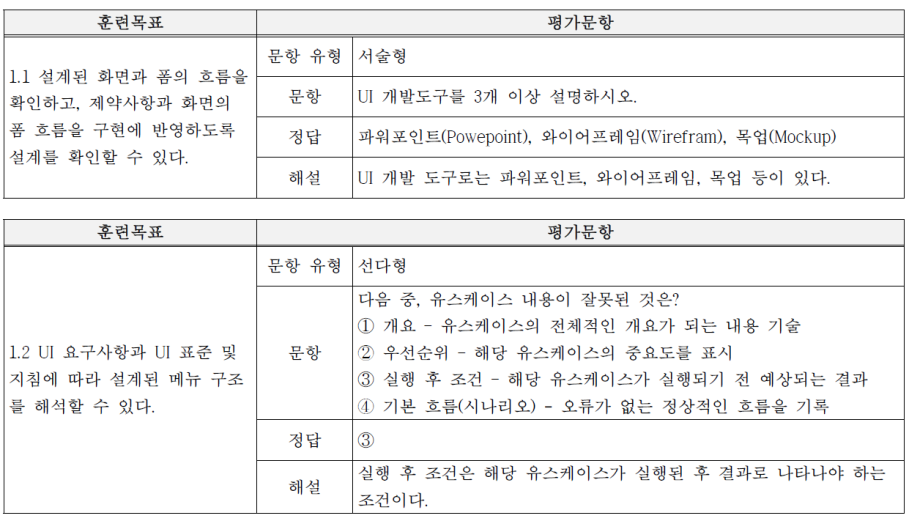 훈련목표 평가문항
1.1 설계된 화면과 폼의 흐름을
확인하고, 제약사항과 화면의
폼 흐름을 구현에 반영하도록
설계를 확인할 수 있다.
문항 유형 서술형
문항 UI 개발도구를 3개 이상 설명하시오.
정답 파워포인트(Powepoint), 와이어프레임(Wirefram), 목업(Mockup)
해설 UI 개발 도구로는 파워포인트, 와이어프레임, 목업 등이 있다.
훈련목표 평가문항
1.2 UI 요구사항과 UI 표준 및
지침에 따라 설계된 메뉴 구조
를 해석할 수 있다.
문항 유형 선다형
문항
다음 중, 유스케이스 내용이 잘못된 것은?
① 개요 - 유스케이스의 전체적인 개요가 되는 내용 기술
② 우선순위 - 해당 유스케이스의 중요도를 표시
③ 실행 후 조건 - 해당 유스케이스가 실행되기 전 예상되는 결과
④ 기본 흐름(시나리오) - 오류가 없는 정상적인 흐름을 기록
정답 ③
해설
실행 후 조건은 해당 유스케이스가 실행된 후 결과로 나타나야 하는
조건이다.